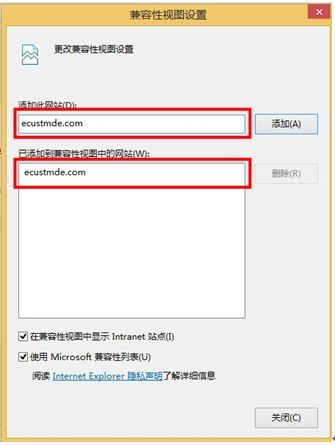 兼容性视图设置
更改兼容性视图设置
添加此网站(D):
ecustmde.com
添加(A)
已添加到兼容性视图中的网站(W):
ecustmde.com
删除(R)
在兼容性视图中显示 Intranet 站点(I)
使用 Microsoft 兼容性列表(U)
阅读 Internet Explorer 隐私声明了解详细信息
关闭(C)